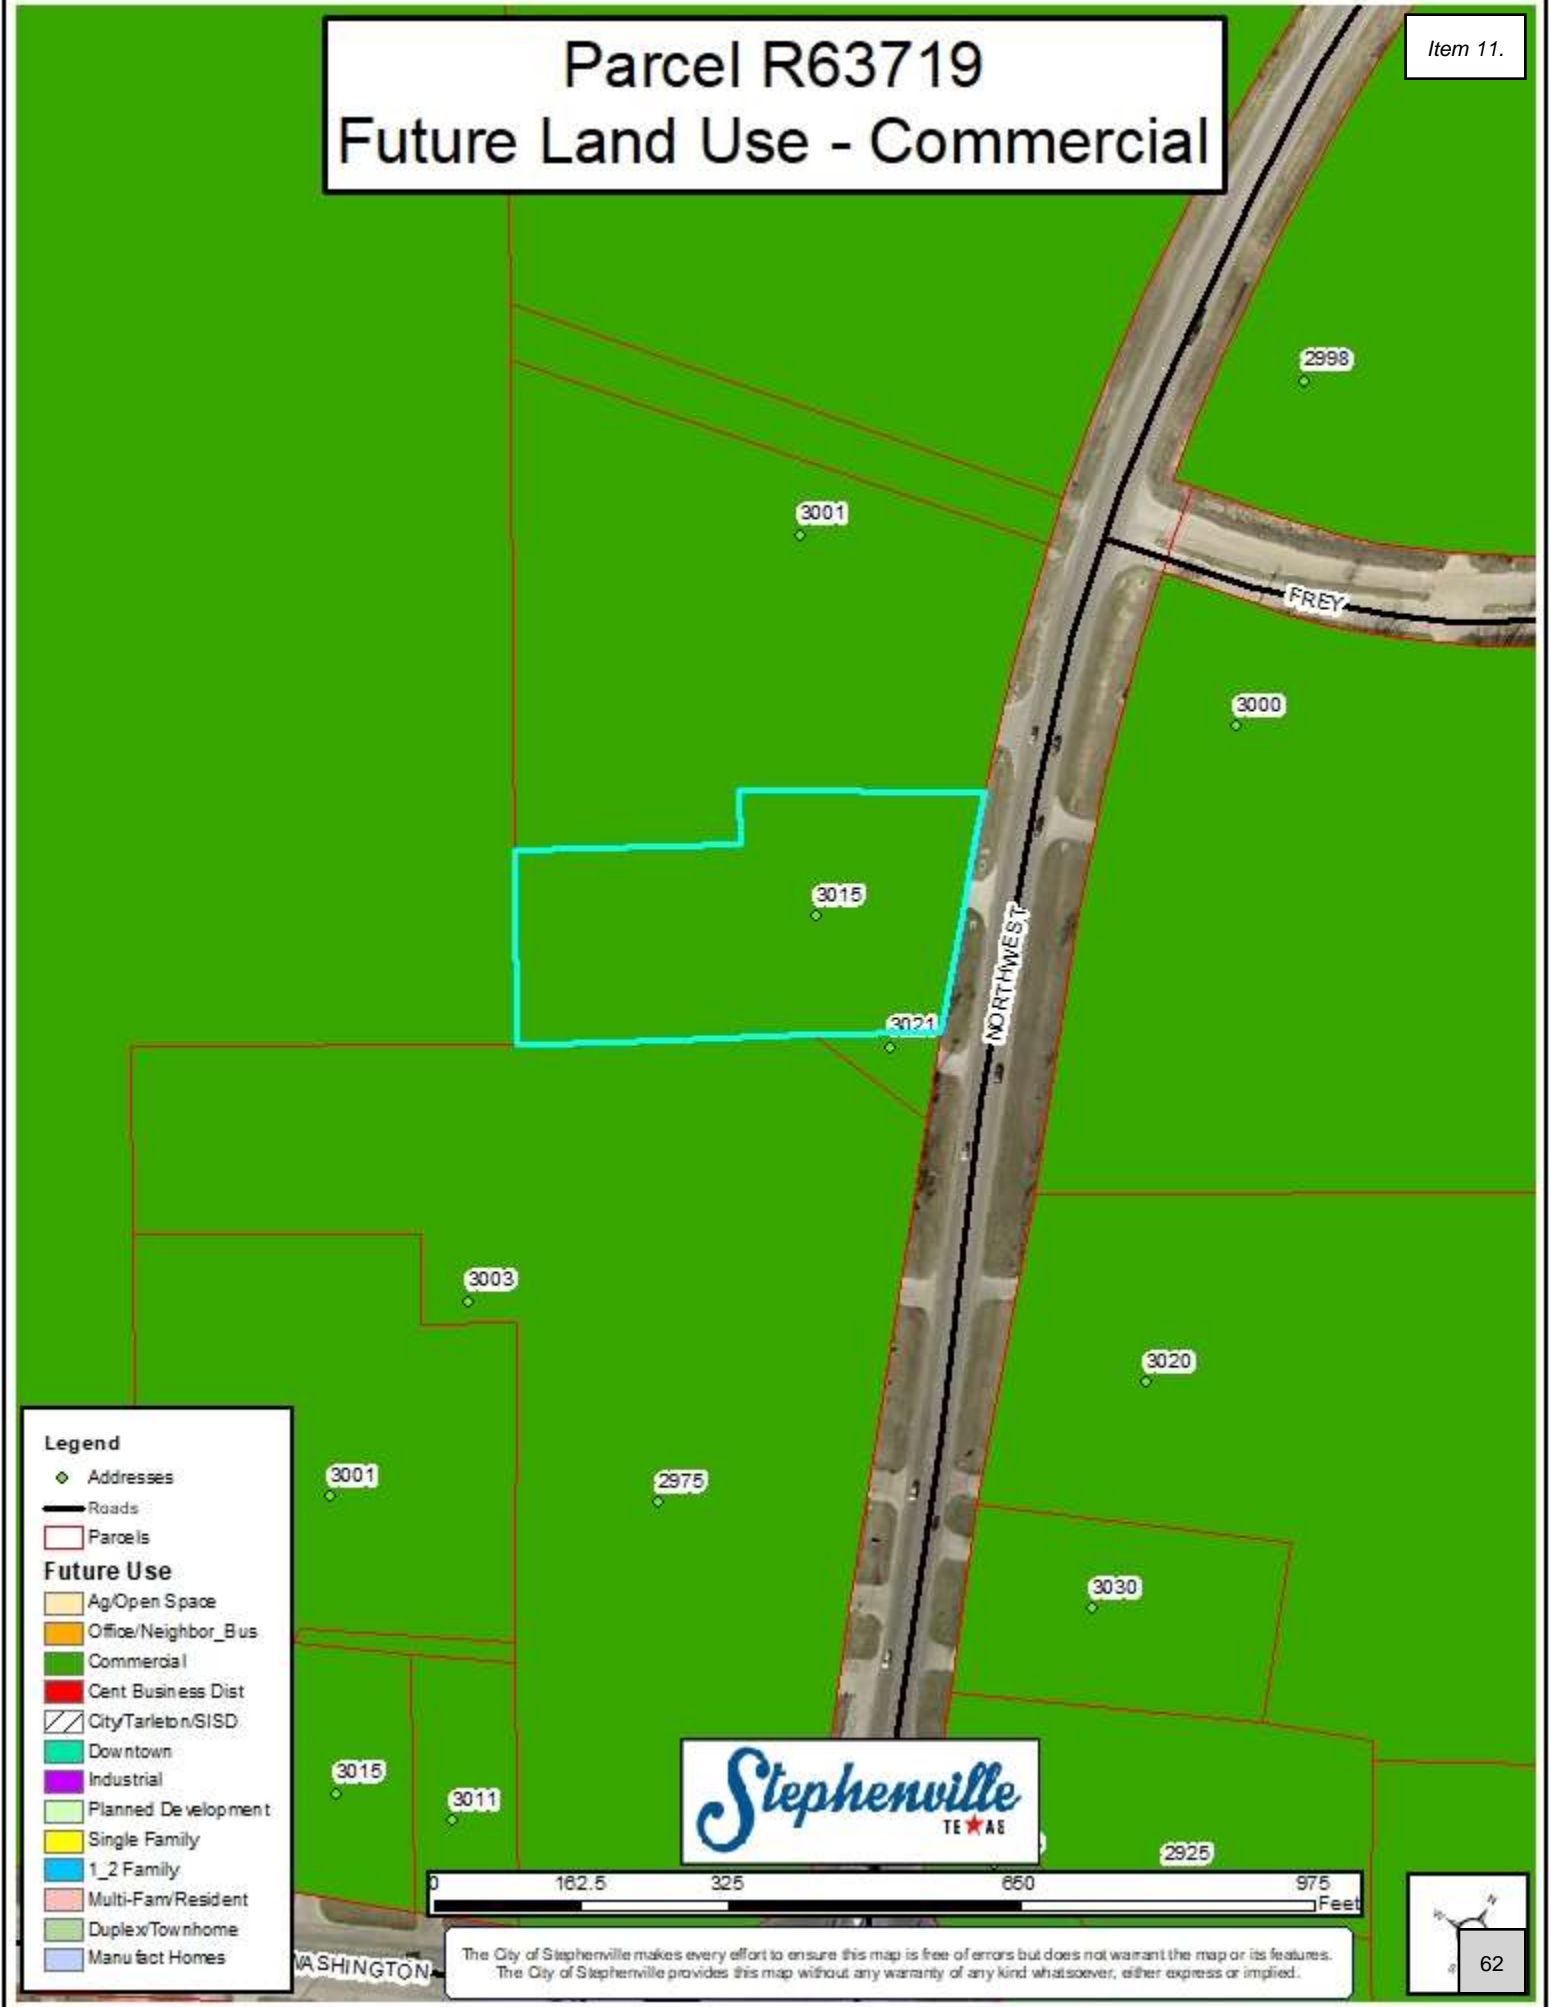 Parcel R63719
Future Land Use - Commercial
Item 11.
2998
3001
FREY
3000
3015
NORTHWEST
3021
3003
3020
3001
2975
3030
3015
3011
2925
Legend
Addresses
Roads
Parcels
Future Use
Ag/Open Space
Office/Neighbor_Bus
Commercial
Cent Business Dist
City/Tarleton/SISD
Downtown
Industrial
Planned Development
Single Family
1_2 Family
Multi-Fam/Resident
Duplex/Townhome
Manufact Homes
Stephenville
TEXAS
0 162.5 325 650 975
Feet
WASHINGTON
The City of Stephenville makes every effort to ensure this map is free of errors but does not warrant the map or its features.
The City of Stephenville provides this map without any warranty of any kind whatsoever, either express or implied.
N
W
62